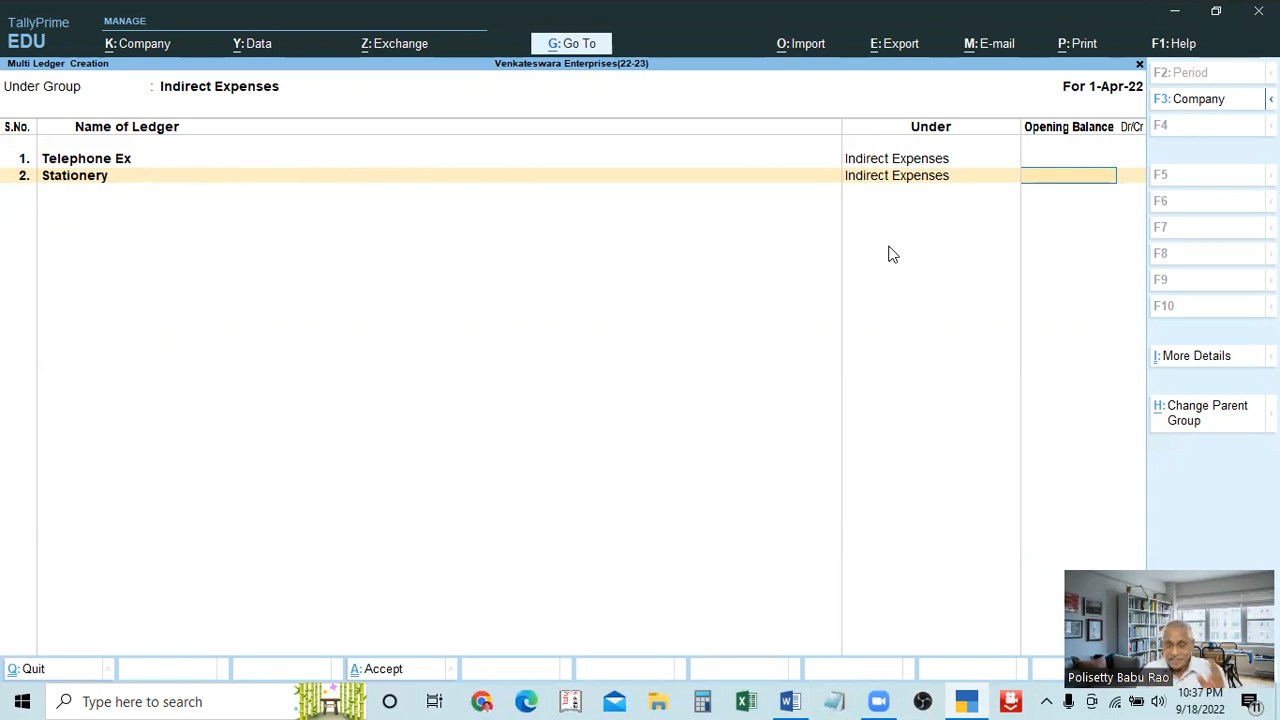 TallyPrime
EDU
MANAGE
K: Company
Y: Data
Z: Exchange
G: Go To
O: Import
E: Export
M: E-mail
P: Print
F1: Help
Multi Ledger Creation
Venkateswara Enterprises(22-23)
Under Group : Indirect Expenses
For 1-Apr-22
S.No. Name of Ledger Under Opening Balance Dr/Cr
1. Telephone Ex Indirect Expenses
2. Stationery Indirect Expenses
F2: Period
F3: Company
F4
F5
F6
F7
F8
F9
F10
I: More Details
H: Change Parent
Group
Q: Quit
A: Accept
Polisetty Babu Rao
Type here to search
10:37 PM
9/18/2022